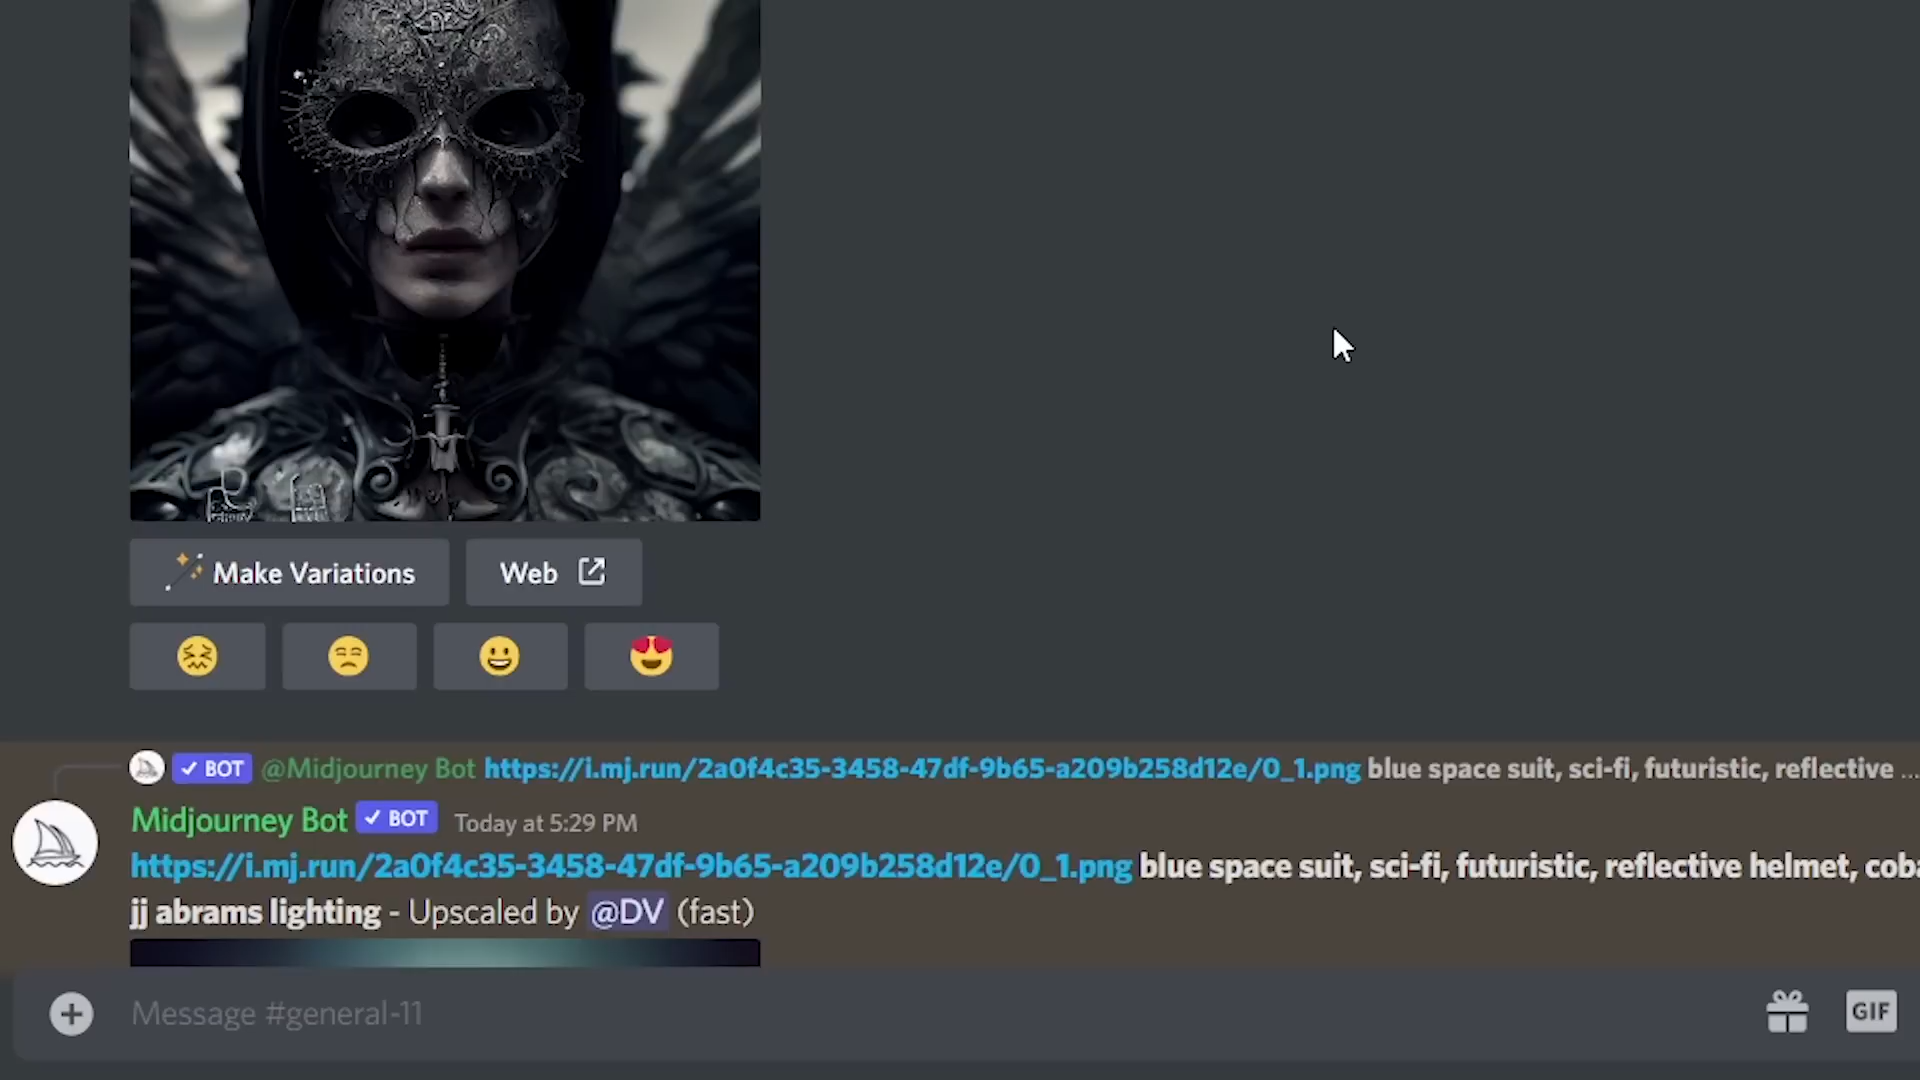 Make Variations
Web
BOT @Midjourney Bot https://i.mj.run/2a0f4c35-3458-47df-9b65-a209b258d12e/0_1.png blue space suit, sci-fi, futuristic, reflective ...
Midjourney Bot BOT Today at 5:29 PM
https://i.mj.run/2a0f4c35-3458-47df-9b65-a209b258d12e/0_1.png blue space suit, sci-fi, futuristic, reflective helmet, coba
jj abrams lighting - Upscaled by @DV (fast)
Message #general-11
GIF